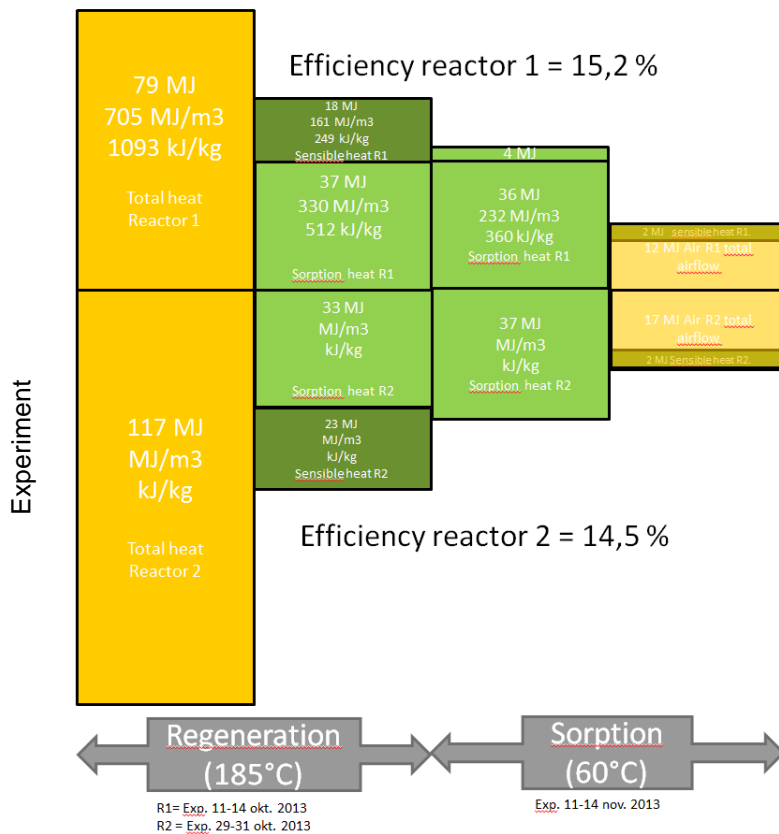 Experiment
Efficiency reactor 1 = 15,2 %
79 MJ
705 MJ/m3
1093 kJ/kg
Total heat
Reactor 1
18 MJ
161 MJ/m3
249 kJ/kg
Sensible heat R1
37 MJ
330 MJ/m3
512 kJ/kg
Sorption heat R1
4 MJ
36 MJ
232 MJ/m3
360 kJ/kg
Sorption heat R1
2 MJ sensible heat R1.
12 MJ Air R1 total
airflow
117 MJ
MJ/m3
kJ/kg
Total heat
Reactor 2
33 MJ
MJ/m3
kJ/kg
Sorption heat R2
23 MJ
MJ/m3
kJ/kg
Sensible heat R2
37 MJ
MJ/m3
kJ/kg
Sorption heat R2
17 MJ Air R2 total
airflow
2 MJ Sensible heat R2.
Efficiency reactor 2 = 14,5 %
Regeneration
(185°C)
Sorption
(60°C)
R1= Exp. 11-14 okt. 2013
R2 = Exp. 29-31 okt. 2013
Exp. 11-14 nov. 2013